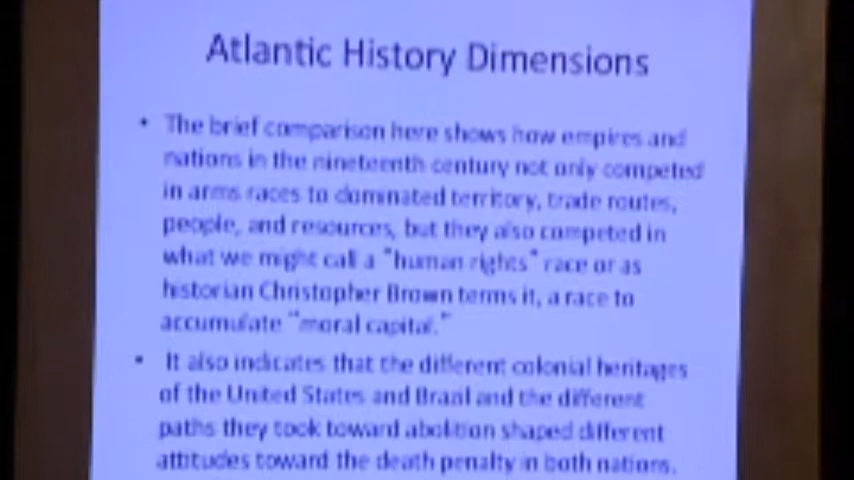 Atlantic History Dimensions
• The brief comparison here shows how empires and
nations in the nineteenth century not only competed
in arms races to dominated territory, trade routes,
people, and resources, but they also competed in
what we might call a "human rights" race or as
historian Christopher Brown terms it, a race to
accumulate "moral capital."
• It also indicates that the different colonial heritages
of the United States and Brazil and the different
paths they took toward abolition shaped different
attitudes toward the death penalty in both nations.